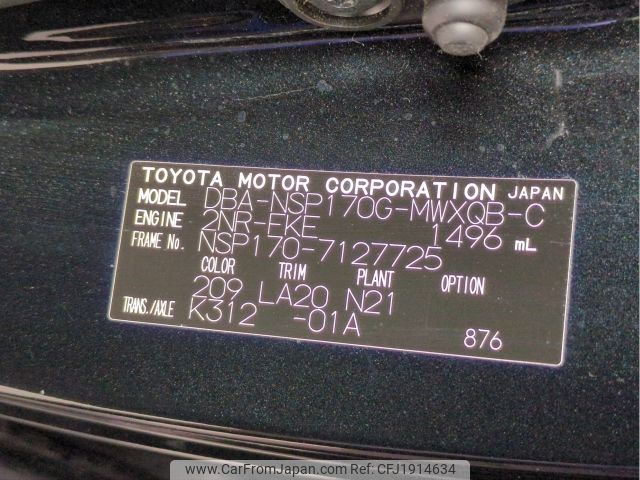 TOYOTA MOTOR CORPORATION JAPAN
MODEL DBA-NSP170G-MWXQB-C
ENGINE 2NR-FKE 1496 mL
FRAME No. NSP170-7127725
COLOR TRIM PLANT OPTION
209 LA20 N21
TRANS./AXLE K312 -01A
876
www.CarFromJapan.com | Ref-No.CFJ1914634